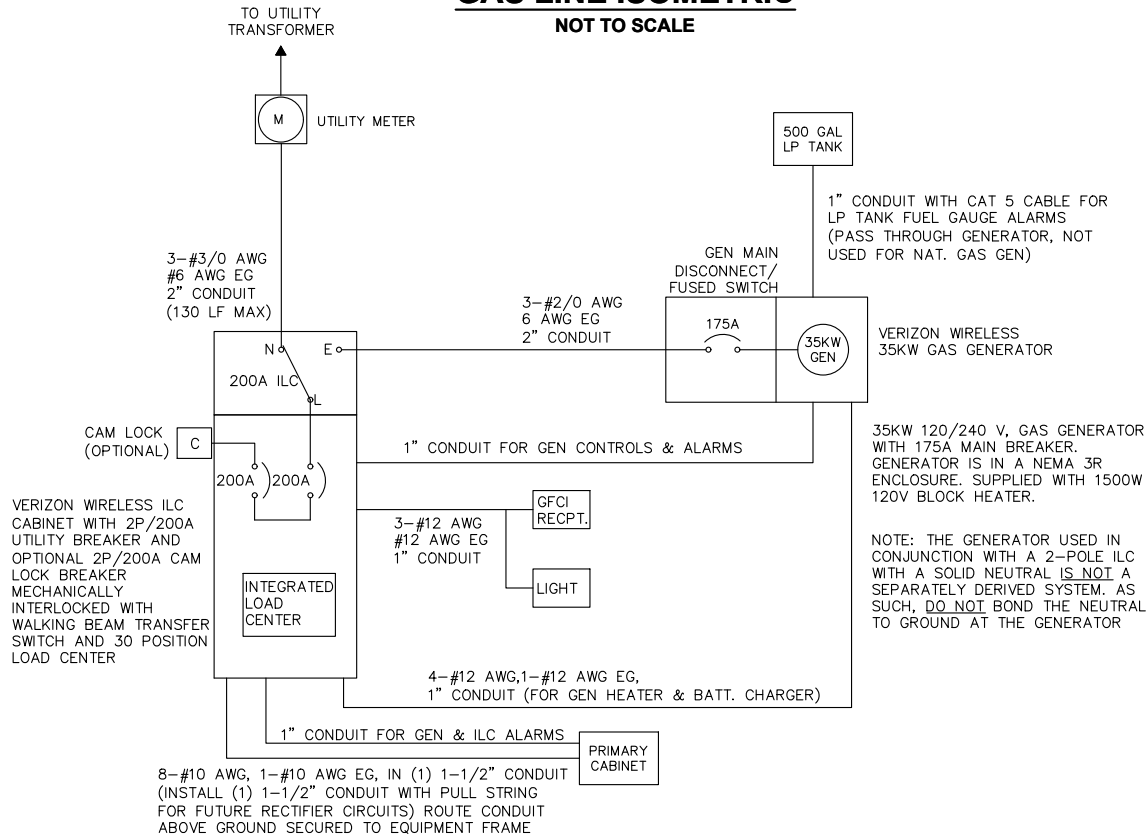 GAS LINE ISOMETRIC
NOT TO SCALE
TO UTILITY
TRANSFORMER
M
UTILITY METER
500 GAL
LP TANK
1" CONDUIT WITH CAT 5 CABLE FOR
LP TANK FUEL GAUGE ALARMS
(PASS THROUGH GENERATOR, NOT
USED FOR NAT. GAS GEN)
3-#3/0 AWG
#6 AWG EG
2" CONDUIT
(130 LF MAX)
GEN MAIN
DISCONNECT/
FUSED SWITCH
3-#2/0 AWG
6 AWG EG
2" CONDUIT
175A
35KW
GEN
VERIZON WIRELESS
35KW GAS GENERATOR
N
E
200A ILC
L
CAM LOCK
(OPTIONAL)
C
200A
200A
1" CONDUIT FOR GEN CONTROLS & ALARMS
35KW 120/240 V, GAS GENERATOR
WITH 175A MAIN BREAKER.
GENERATOR IS IN A NEMA 3R
ENCLOSURE. SUPPLIED WITH 1500W
120V BLOCK HEATER.
VERIZON WIRELESS ILC
CABINET WITH 2P/200A
UTILITY BREAKER AND
OPTIONAL 2P/200A CAM
LOCK BREAKER
MECHANICALLY
INTERLOCKED WITH
WALKING BEAM TRANSFER
SWITCH AND 30 POSITION
LOAD CENTER
3-#12 AWG
#12 AWG EG
1" CONDUIT
GFCI
RECPT.
LIGHT
NOTE: THE GENERATOR USED IN
CONJUNCTION WITH A 2-POLE ILC
WITH A SOLID NEUTRAL IS NOT A
SEPARATELY DERIVED SYSTEM. AS
SUCH, DO NOT BOND THE NEUTRAL
TO GROUND AT THE GENERATOR
INTEGRATED
LOAD
CENTER
4-#12 AWG,1-#12 AWG EG,
1" CONDUIT (FOR GEN HEATER & BATT. CHARGER)
1" CONDUIT FOR GEN & ILC ALARMS
PRIMARY
CABINET
8-#10 AWG, 1-#10 AWG EG, IN (1) 1-1/2" CONDUIT
(INSTALL (1) 1-1/2" CONDUIT WITH PULL STRING
FOR FUTURE RECTIFIER CIRCUITS) ROUTE CONDUIT
ABOVE GROUND SECURED TO EQUIPMENT FRAME